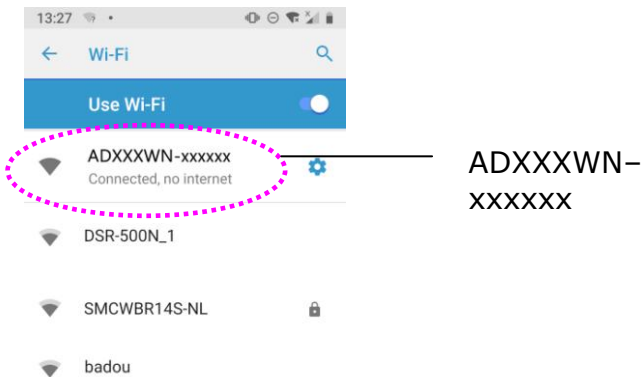 13:27
Wi-Fi
Use Wi-Fi
ADXXXWN-xxxxxx
Connected, no internet
ADXXXWN–
xxxxxx
DSR-500N_1
SMCWBR14S-NL
badou